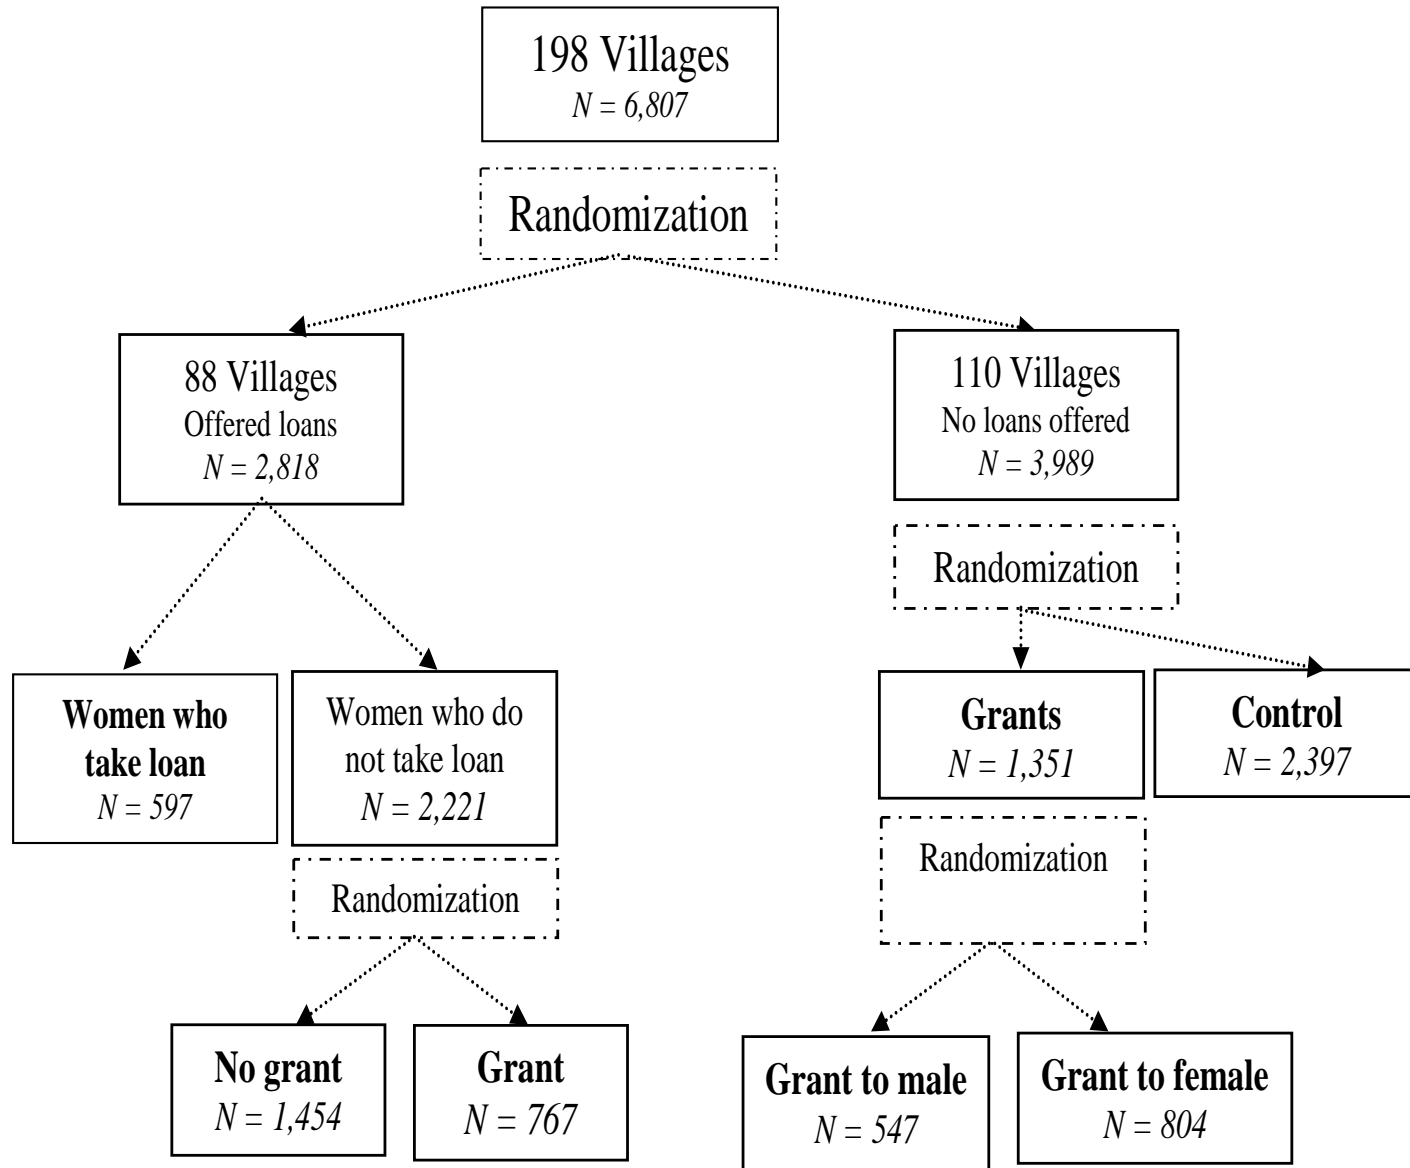 198 Villages
N = 6,807
Randomization
88 Villages
Offered loans
N = 2,818
110 Villages
No loans offered
N = 3,989
Randomization
Women who
take loan
N = 597
Women who do
not take loan
N = 2,221
Grants
N = 1,351
Control
N = 2,397
Randomization
Randomization
No grant
N = 1,454
Grant
N = 767
Grant to male
N = 547
Grant to female
N = 804